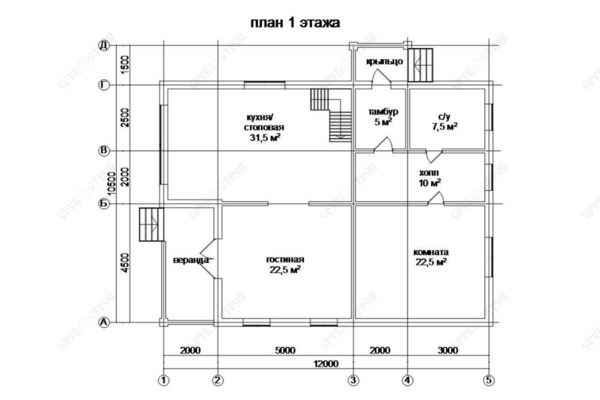 план 1 этажа
Д
крыльцо
1500
Г
кухня/
столовая
31,5 м²
тамбур
5 м²
с/у
7,5 м²
2500
В
холл
10 м²
2000
10500
Б
веранда
гостиная
22,5 м²
комната
22,5 м²
4500
А
2000
5000
2000
3000
12000
1
2
3
4
5